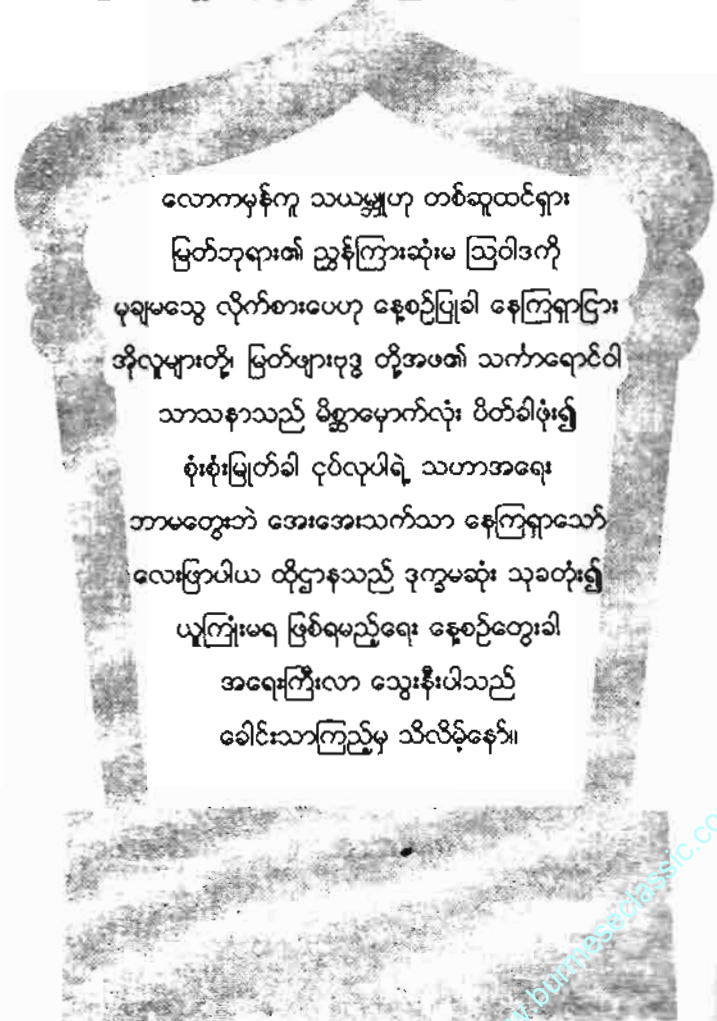 လောကမှန်ကူ သယမ္ဘူဟု တစ်ဆူထင်ရှား
မြတ်ဘုရား၏ ညွှန်ကြားဆုံးမ ဩဝါဒကို
မုချမသွေ လိုက်စားပေဟု နေ့စဉ်ပြုခါ နေကြရှာငြား
အိုလူများတို့၊ မြတ်ဖျားဗုဒ္ဓ တို့အဖ၏ သင်္ကာရောင်ဝါ
သာသနာသည် မိစ္ဆာမှောက်လုံး ပိတ်ခါဖုံး၍
စုံးစုံးမြုတ်ခါ ငုပ်လုပါရဲ့ သဟာအရေး
ဘာမတွေးဘဲ အေးအေးသက်သာ နေကြရှာသော်
လေးဖြာပါယ ထိုဌာနသည် ဒုက္ခမဆုံး သုခတုံး၍
ယူကြုံးမရ ဖြစ်ရမည့်ရေး နေ့စဉ်တွေးခါ
အရေးကြီးလာ သွေးနီးပါသည်
ခေါင်းသာကြည့်မှ သိလိမ့်နော်။
www.burmeseclassic.co